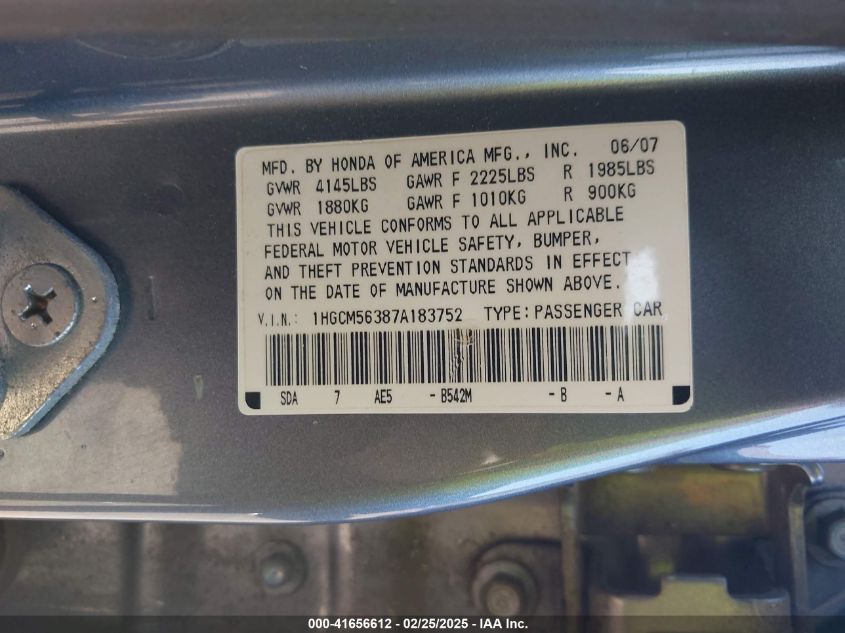 MFD. BY HONDA OF AMERICA MFG., INC. 06/07
GVWR 4145LBS GAWR F 2225LBS R 1985LBS
GVWR 1880KG GAWR F 1010KG R 900KG
THIS VEHICLE CONFORMS TO ALL APPLICABLE
FEDERAL MOTOR VEHICLE SAFETY, BUMPER,
AND THEFT PREVENTION STANDARDS IN EFFECT
ON THE DATE OF MANUFACTURE SHOWN ABOVE.
V.I.N.: 1HGCM56387A183752 TYPE: PASSENGER CAR
SDA 7 AE5 - B542M - B - A
000-41656612 - 02/25/2025 - IAA Inc.